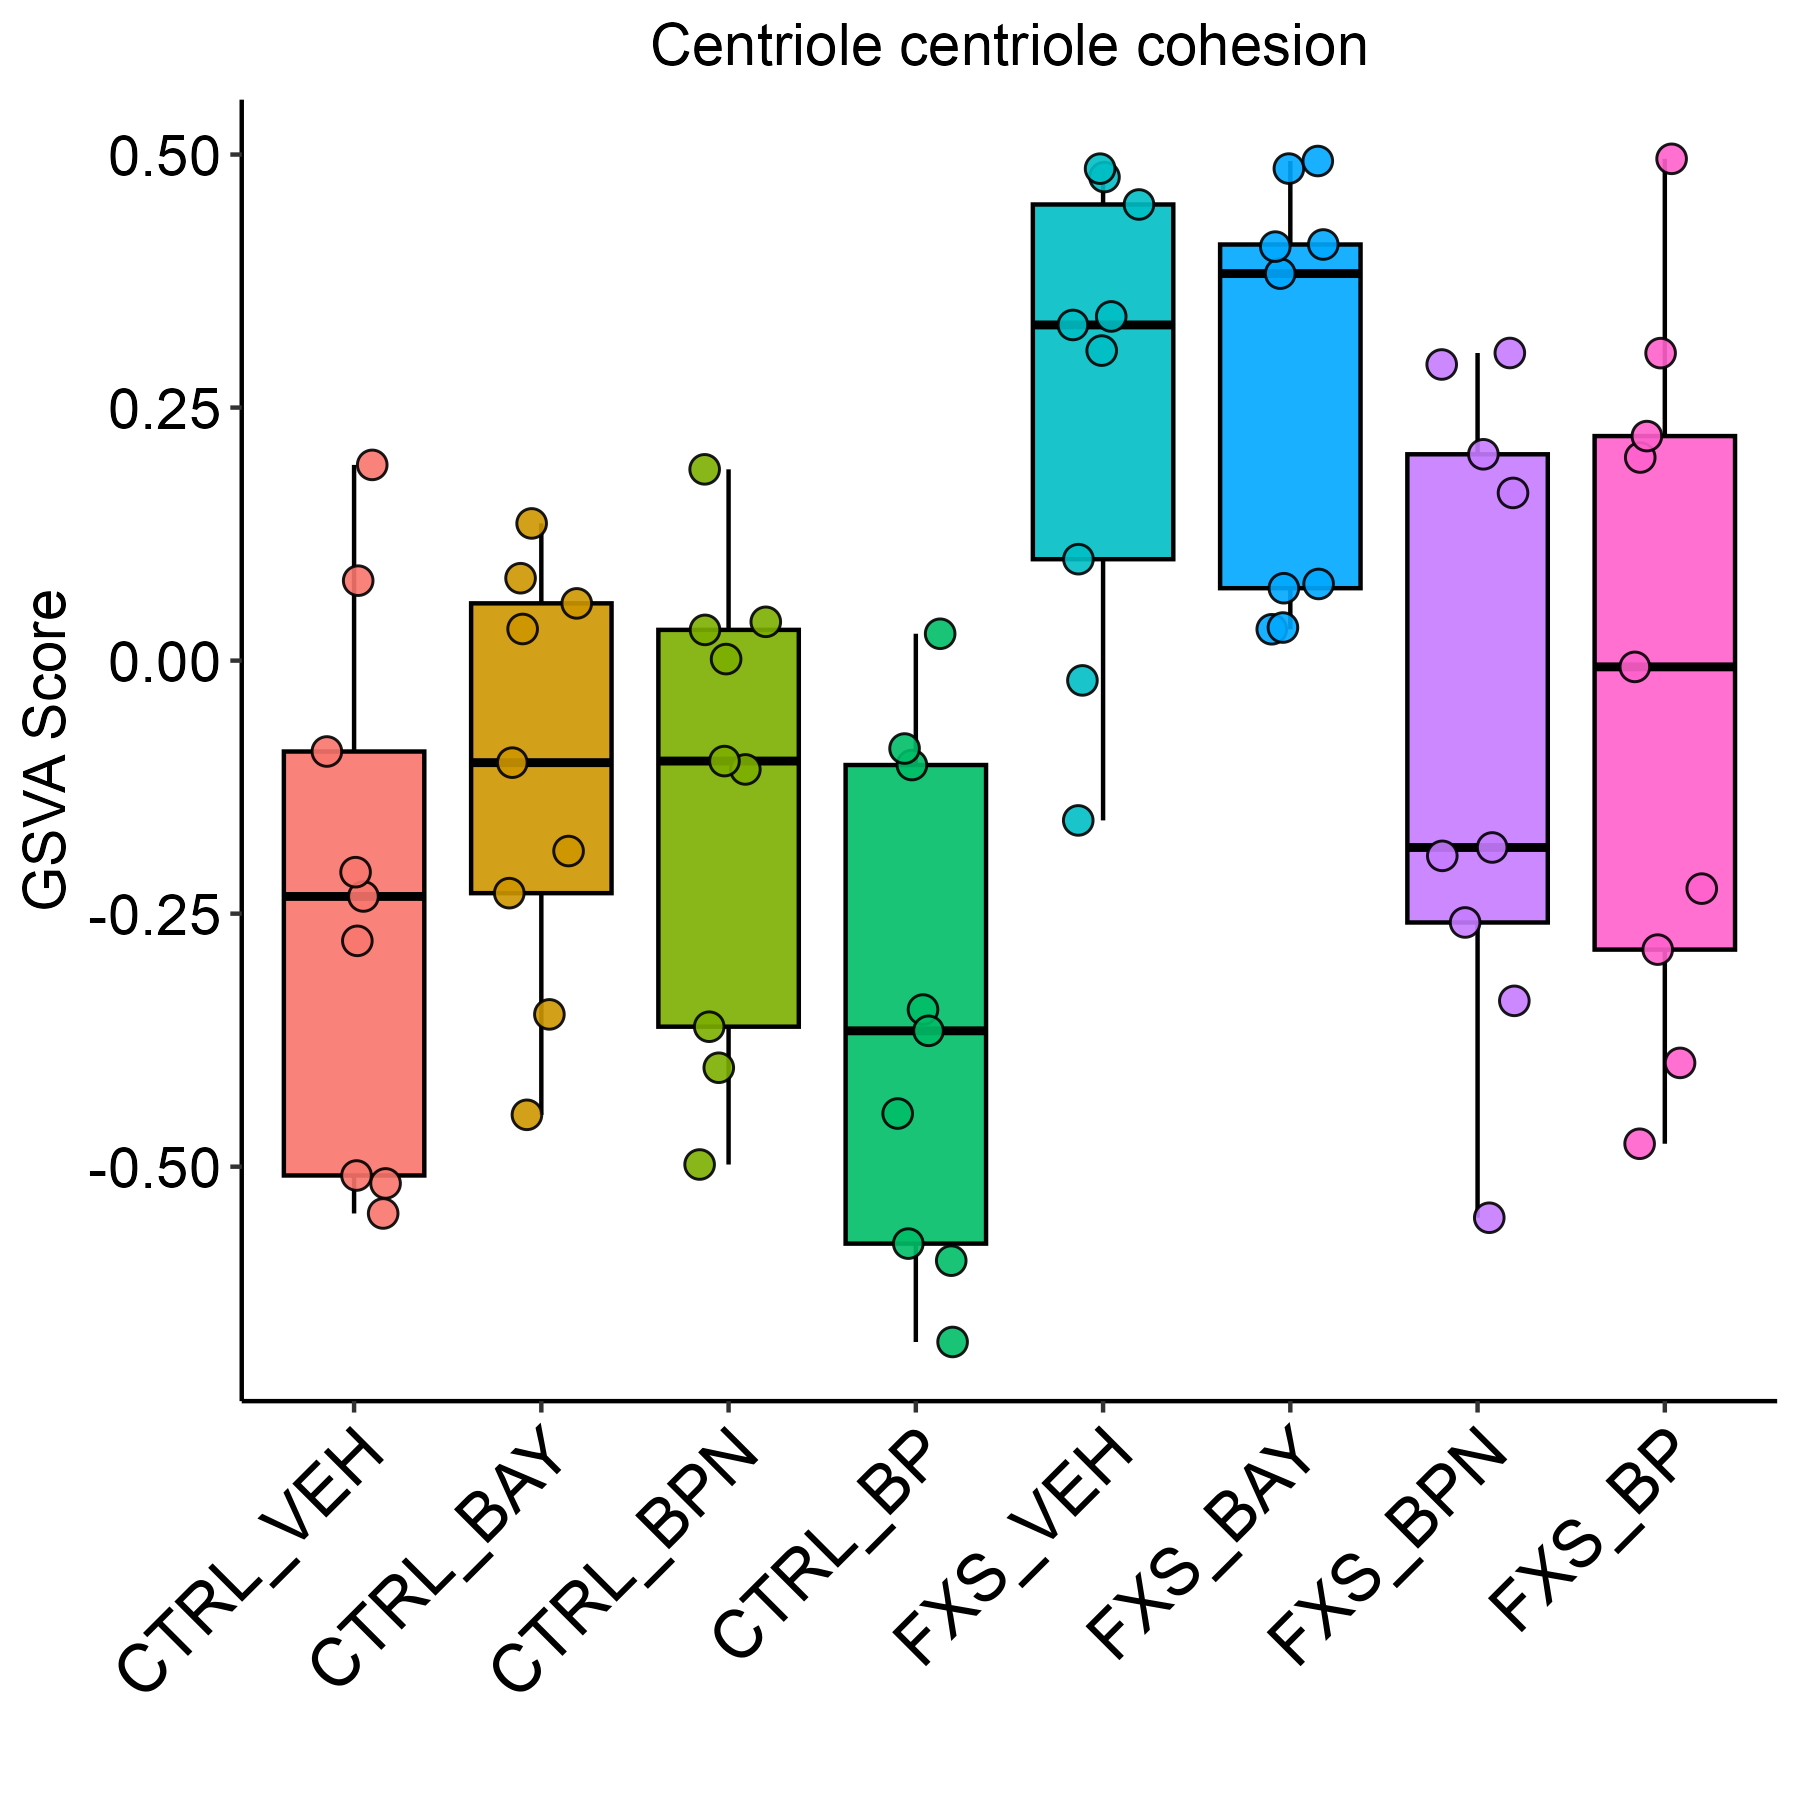 Centriole centriole cohesion
GSVA Score
0.50
0.25
0.00
-0.25
-0.50
CTRL_VEH
CTRL_BAY
CTRL_BPN
CTRL_BP
FXS_VEH
FXS_BAY
FXS_BPN
FXS_BP